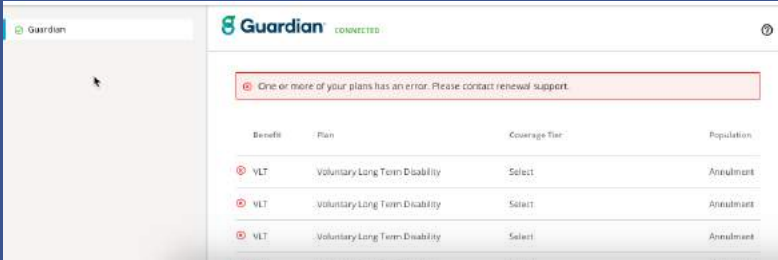 Guardian
Guardian CONNECTED
One or more of your plans has an error. Please contact renewal support.
Benefit Plan Coverage Tier Population
VLT Voluntary Long Term Disability Select Annulment
VLT Voluntary Long Term Disability Select Annulment
VLT Voluntary Long Term Disability Select Annulment